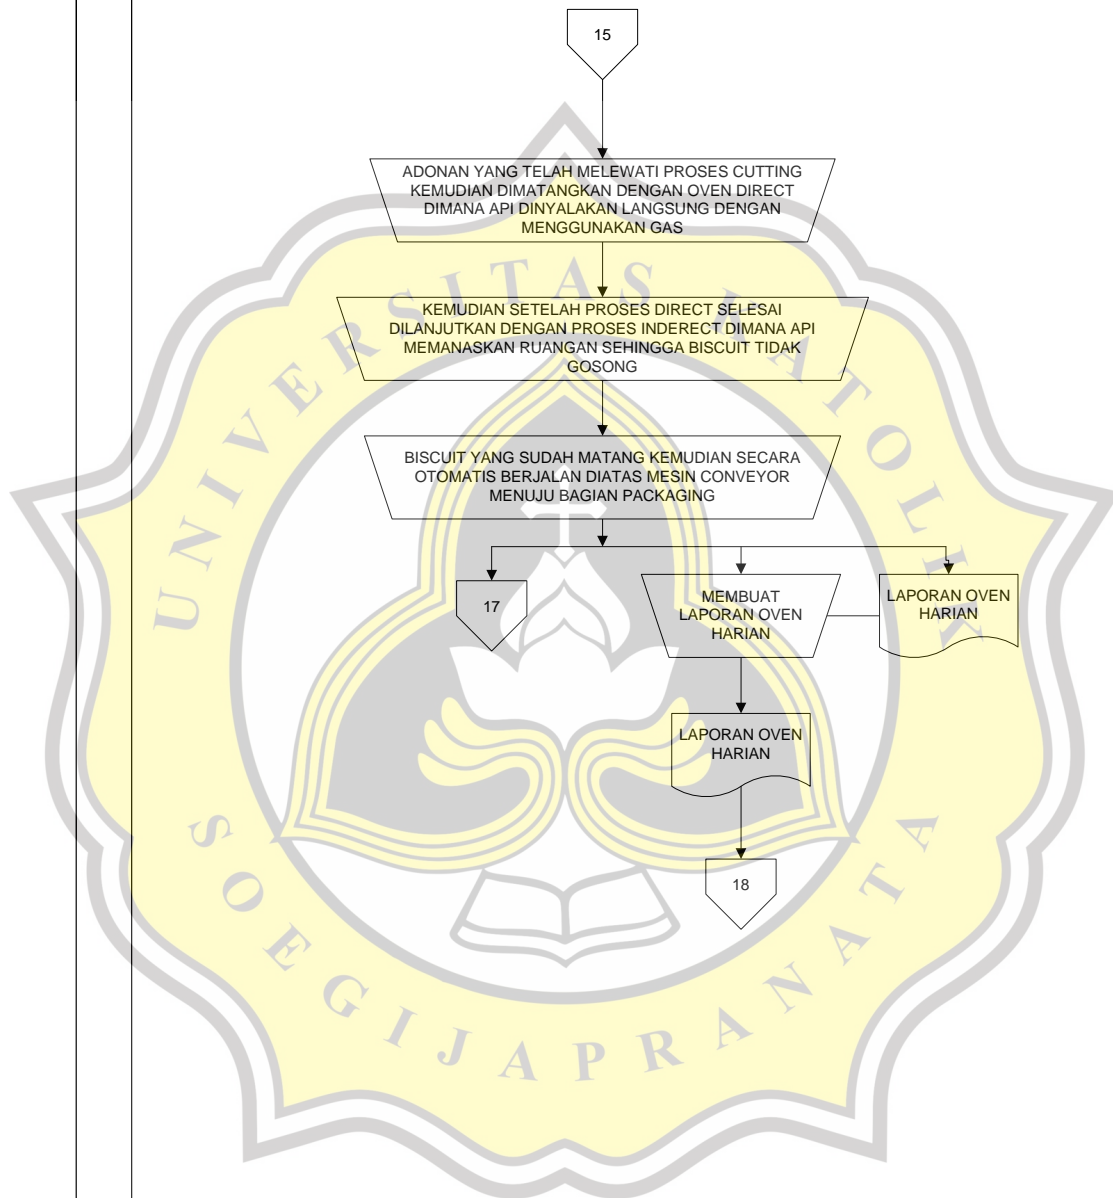 15
ADONAN YANG TELAH MELEWATI PROSES CUTTING
KEMUDIAN DIMATANGKAN DENGAN OVEN DIRECT
DIMANA API DINYALAKAN LANGSUNG DENGAN
MENGGUNAKAN GAS
KEMUDIAN SETELAH PROSES DIRECT SELESAI
DILANJUTKAN DENGAN PROSES INDERECT DIMANA API
MEMANASKAN RUANGAN SEHINGGA BISCUIT TIDAK
GOSONG
BISCUIT YANG SUDAH MATANG KEMUDIAN SECARA
OTOMATIS BERJALAN DIATAS MESIN CONVEYOR
MENUJU BAGIAN PACKAGING
17
MEMBUAT
LAPORAN OVEN
HARIAN
LAPORAN OVEN
HARIAN
LAPORAN OVEN
HARIAN
18
UNIVERSITAS KATOLIK
SOEGIJAPRANATA